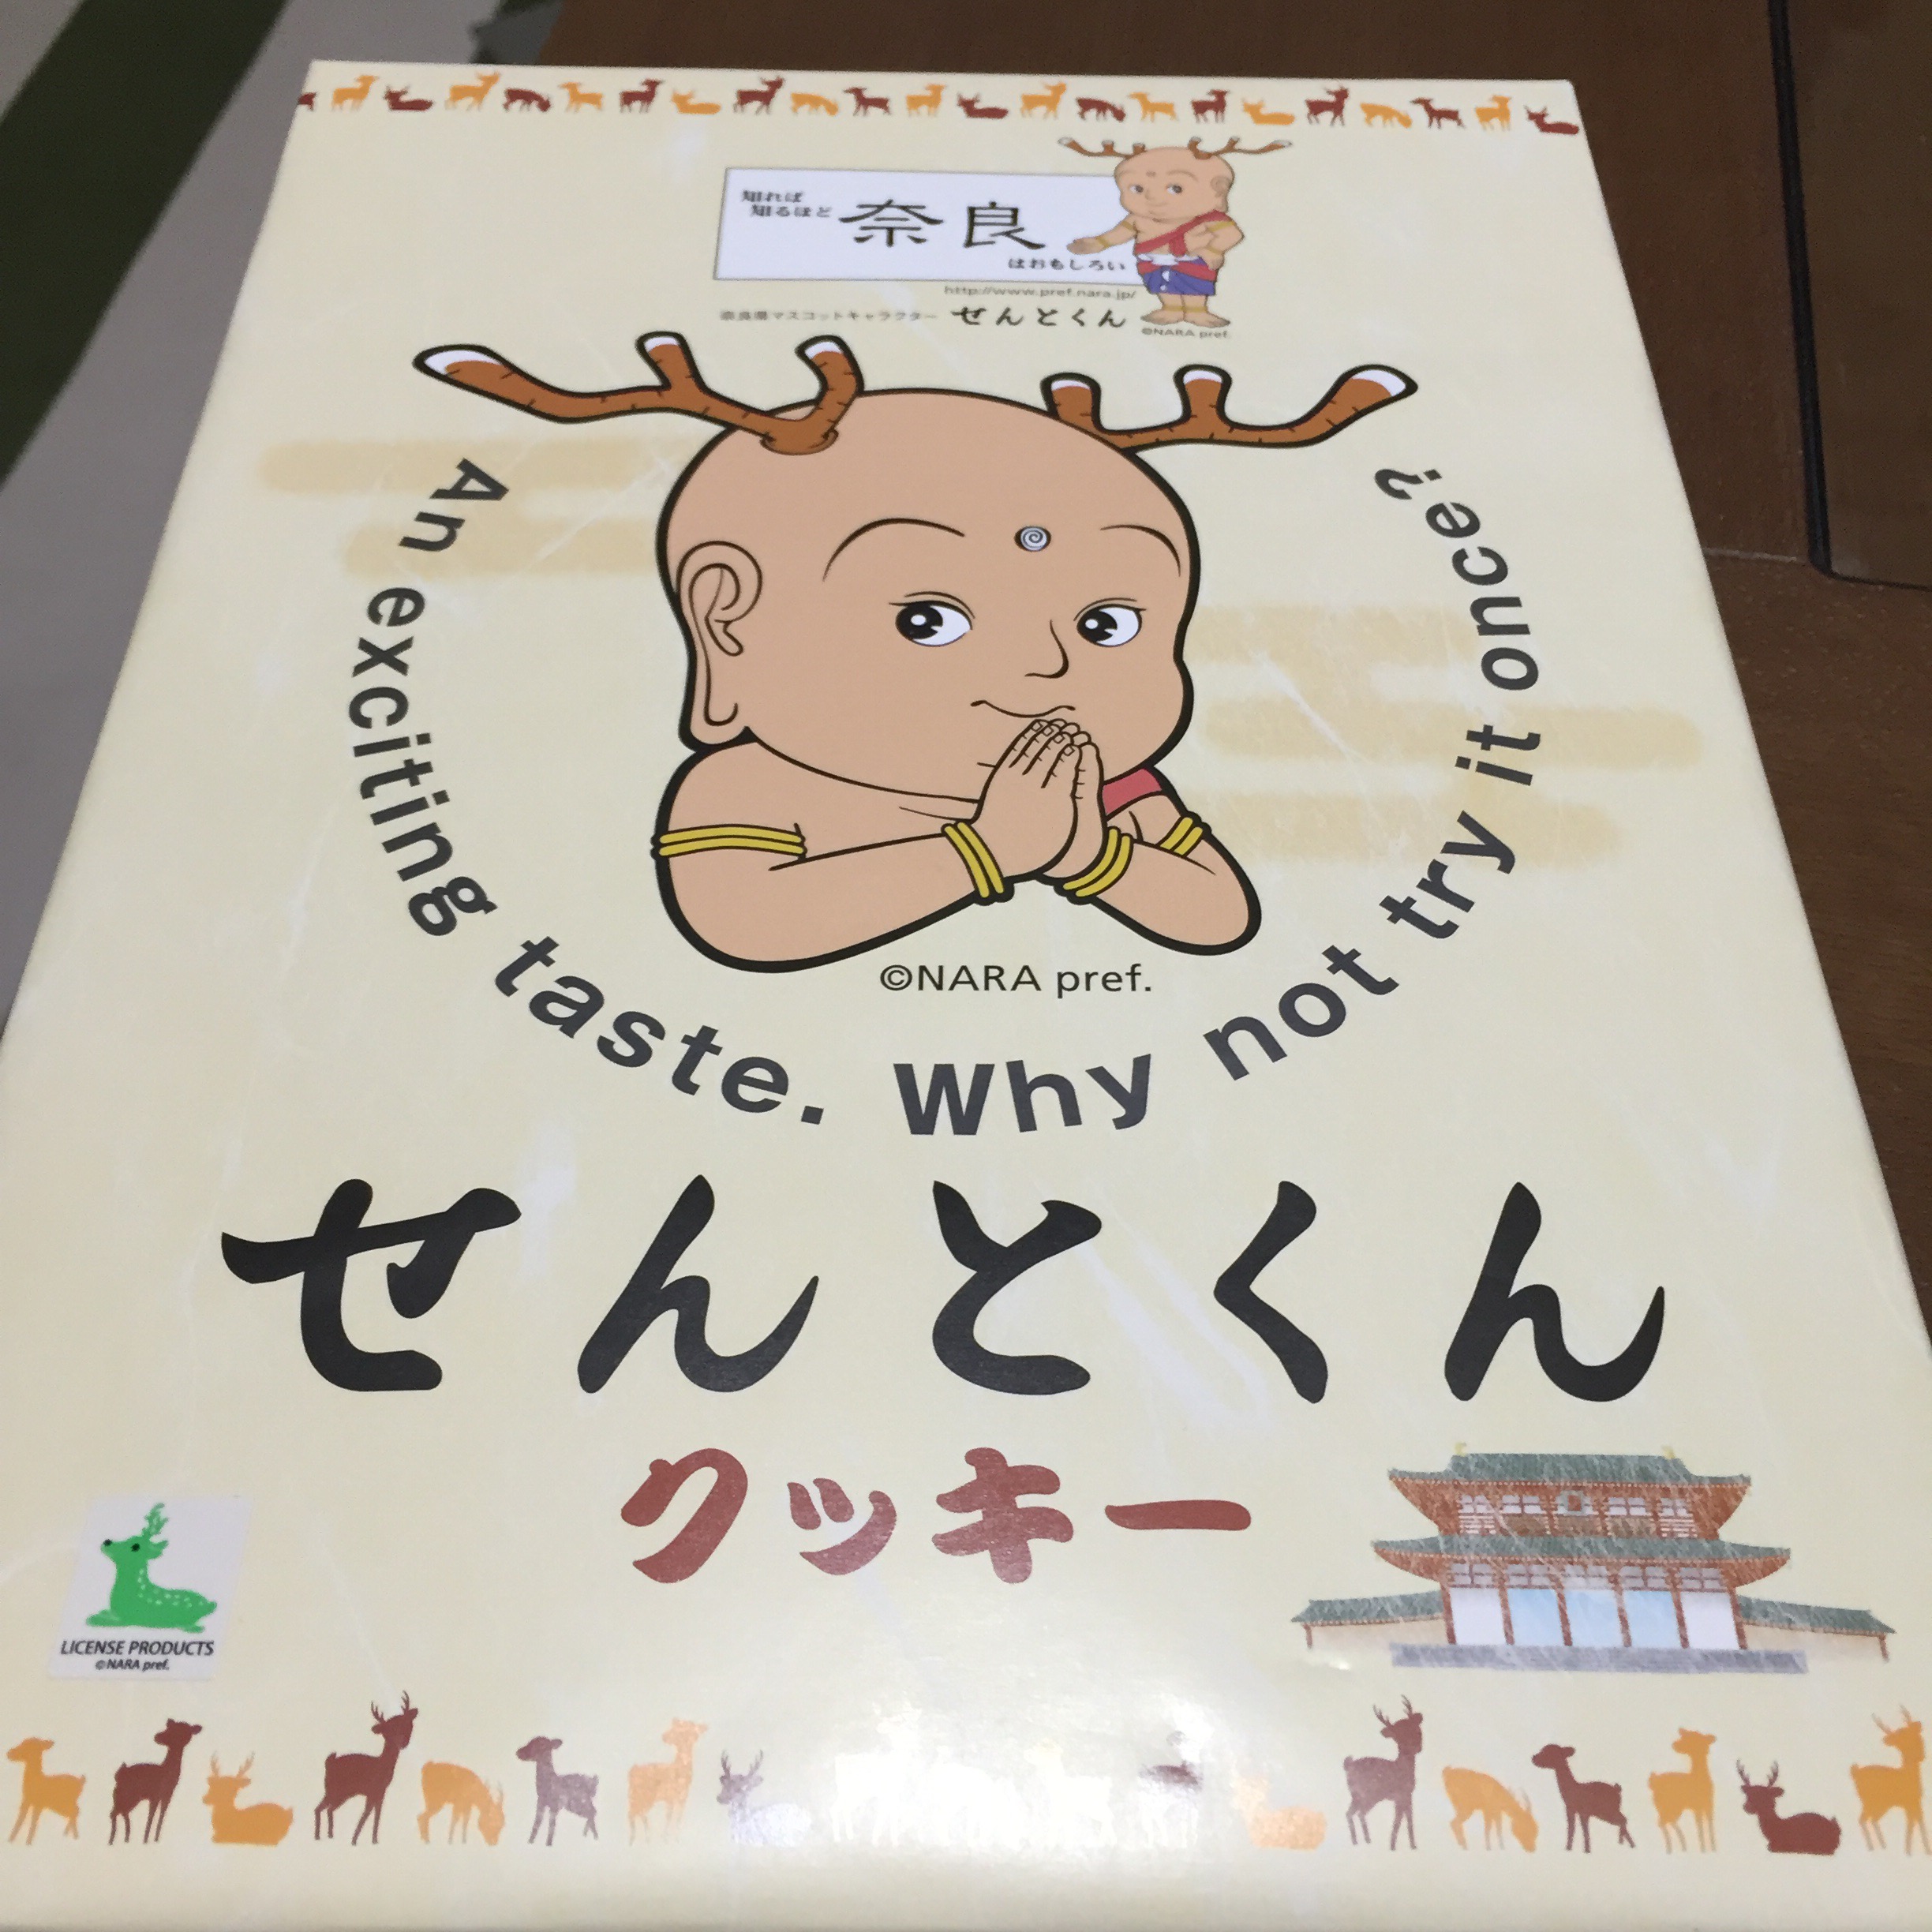 知れば
知るほど
奈良
はおもしろい
http://www.pref.nara.jp/
奈良県マスコットキャラクター せんとくん
©NARA pref.
An exciting taste. Why not try it once?
©NARA pref.
せんとくん
クッキー
LICENSE PRODUCTS
©NARA pref.